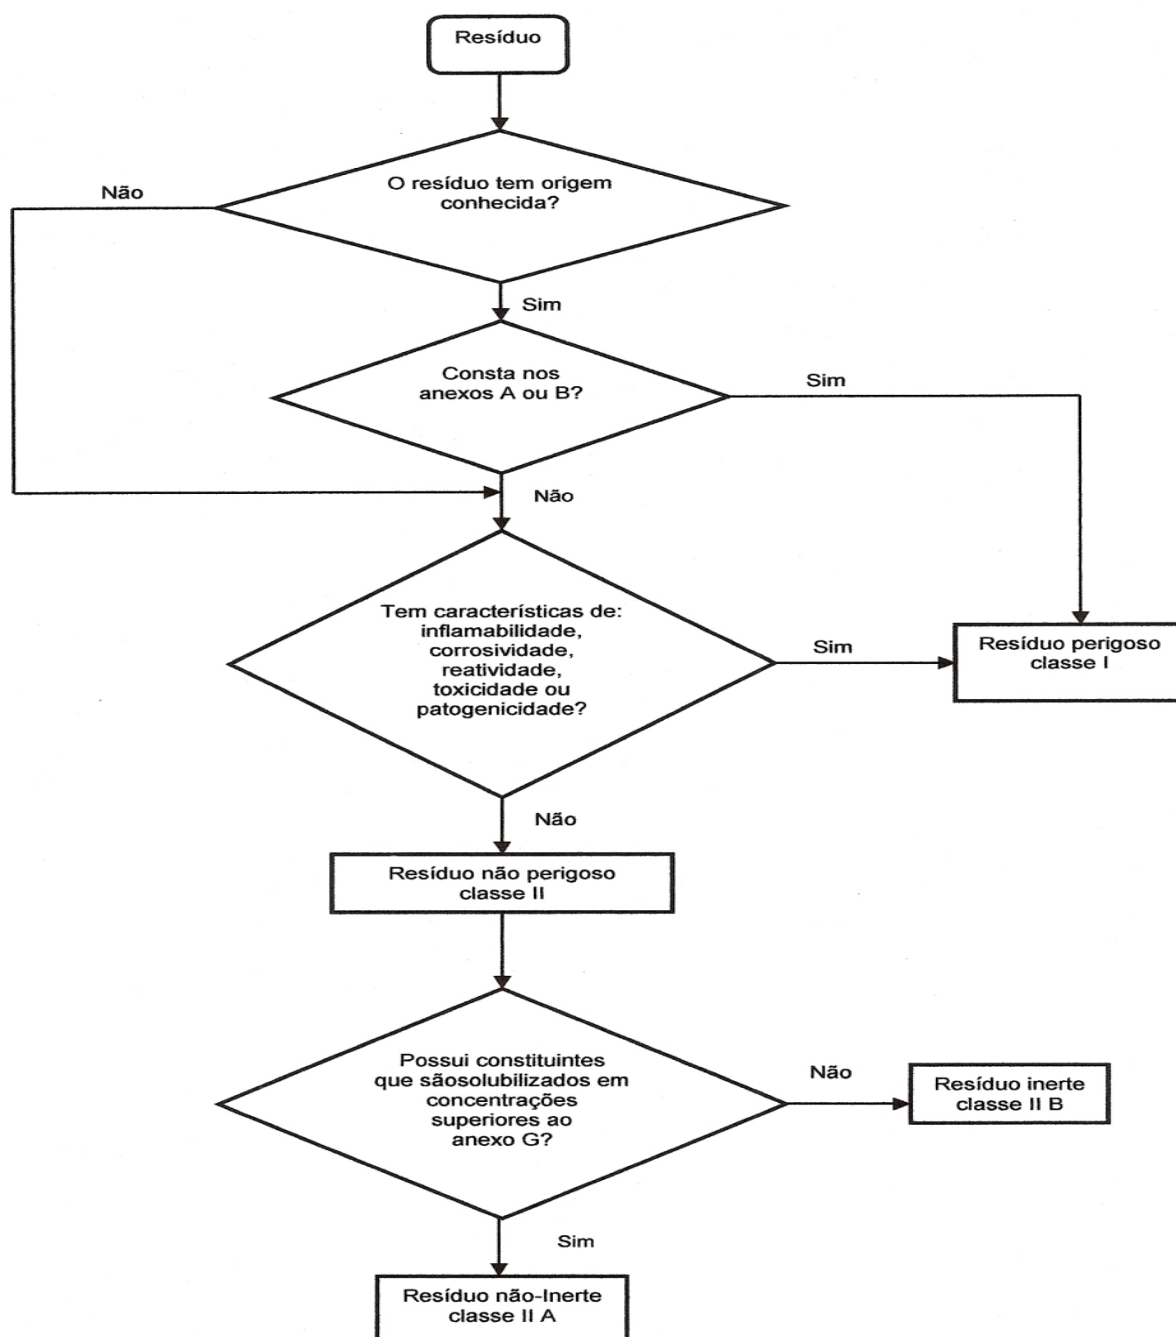 Resíduo
O resíduo tem origem
conhecida?
Não
Sim
Consta nos
anexos A ou B?
Sim
Não
Tem características de:
inflamabilidade,
corrosividade,
reatividade,
toxicidade ou
patogenicidade?
Sim
Resíduo perigoso
classe I
Não
Resíduo não perigoso
classe II
Possui constituintes
que sãosolubilizados em
concentrações
superiores ao
anexo G?
Não
Resíduo inerte
classe II B
Sim
Resíduo não-Inerte
classe II A